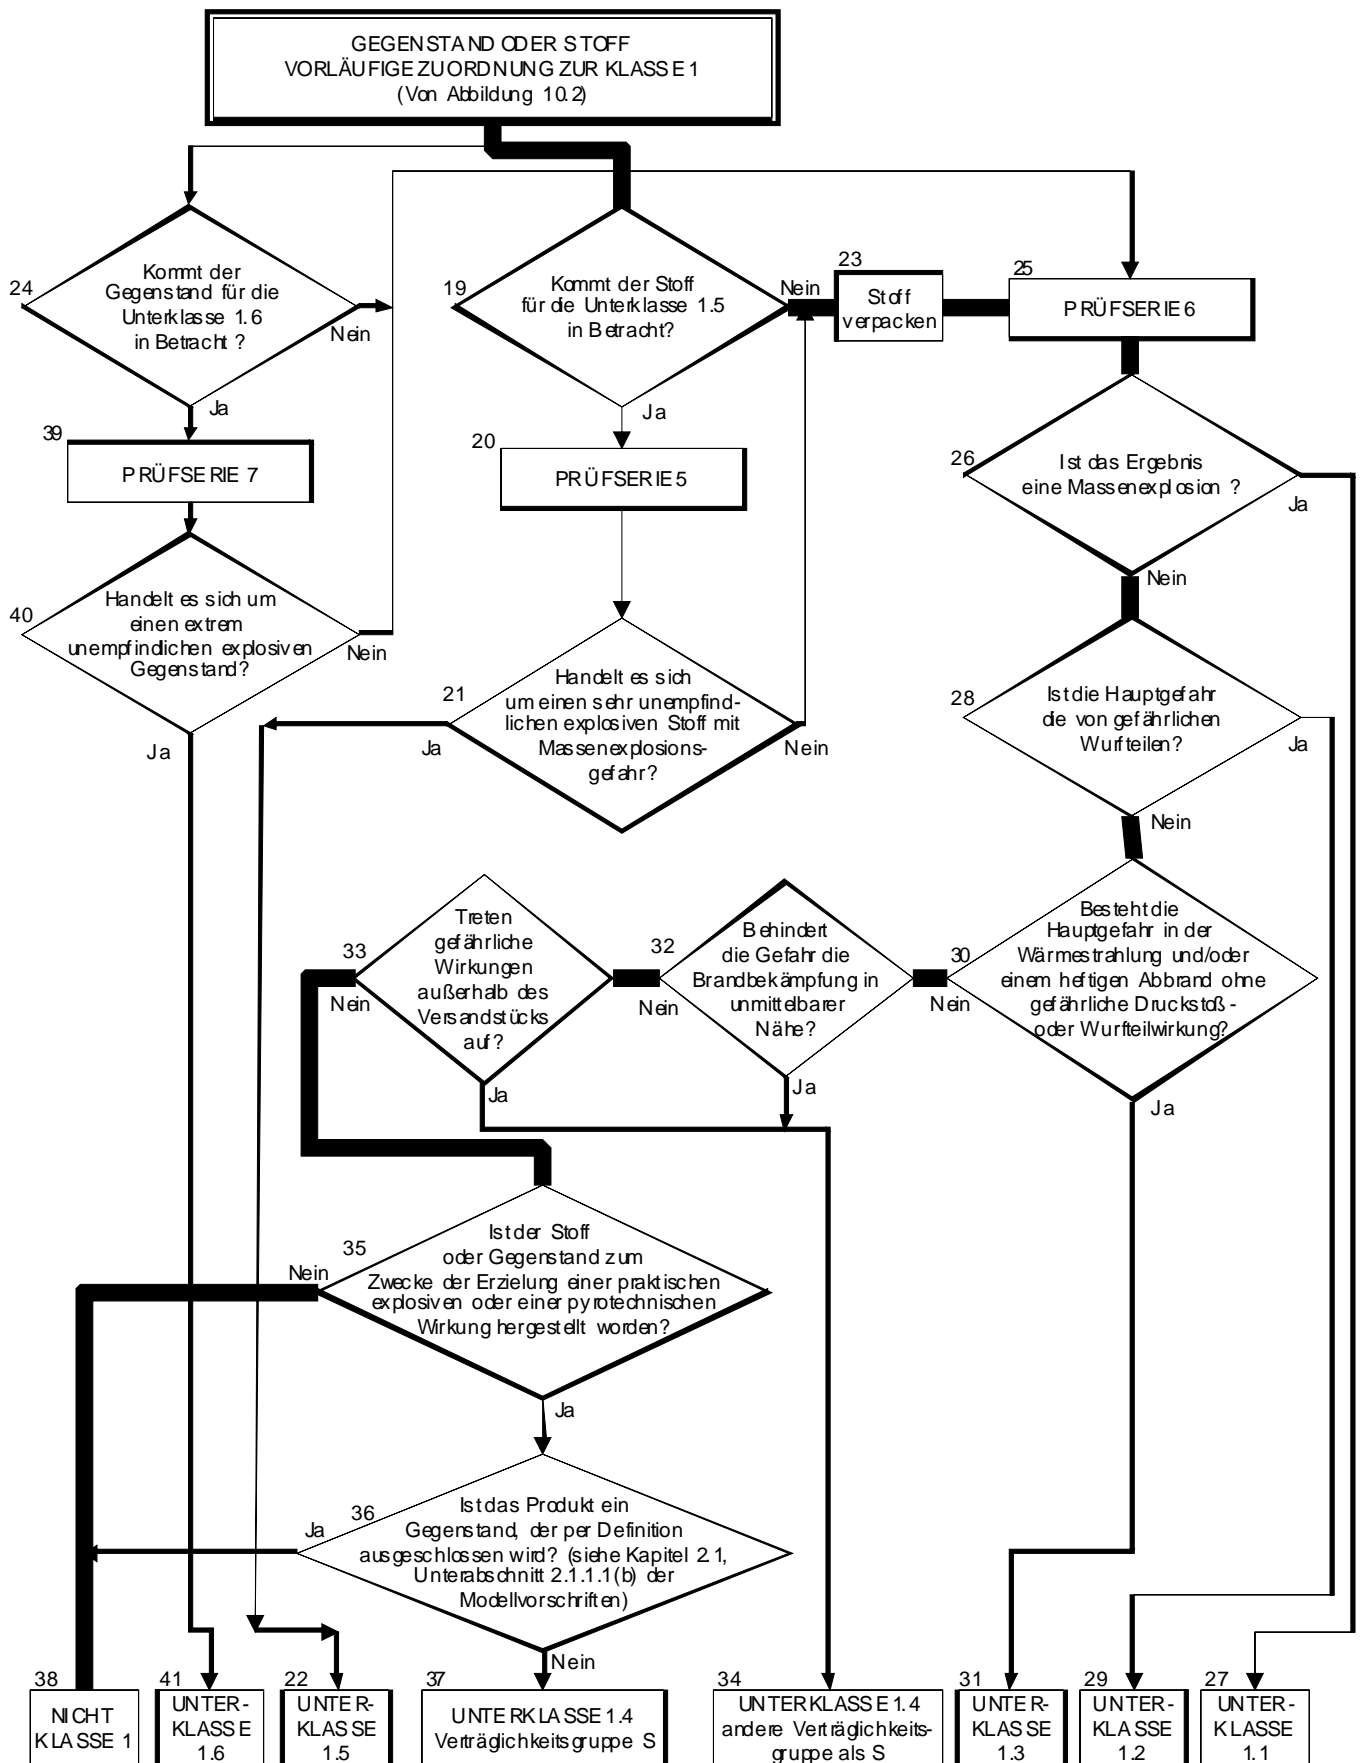 GEGENSTAND ODER STOFF
VORLÄUFIGE ZUORDNUNG ZUR KLASSE 1
(Von Abbildung 10.2)
24
Kommt der
Gegenstand für die
Unterklasse 1.6
in Betracht ?
Nein
Ja
19
Kommt der Stoff
für die Unterklasse 1.5
in Betracht?
Nein
Ja
23
Stoff
verpacken
25
PRÜFSERIE 6
39
PRÜFSERIE 7
20
PRÜFSERIE 5
26
Ist das Ergebnis
eine Massenexplosion ?
Ja
Nein
40
Handelt es sich um
einen extrem
unempfindlichen explosiven
Gegenstand?
Nein
Ja
21
Handelt es sich
um einen sehr unempfind-
lichen explosiven Stoff mit
Massenexplosions-
gefahr?
Ja
Nein
28
Ist die Hauptgefahr
die von gefährlichen
Wurfteilen?
Ja
Nein
33
Treten
gefährliche
Wirkungen
außerhalb des
Versandstücks
auf?
Nein
Ja
32
Behindert
die Gefahr die
Brandbekämpfung in
unmittelbarer
Nähe?
Nein
Ja
30
Besteht die
Hauptgefahr in der
Wärmestrahlung und/oder
einem heftigen Abbrand ohne
gefährliche Druckstoß-
oder Wurfteilwirkung?
Nein
Ja
35
Ist der Stoff
oder Gegenstand zum
Zwecke der Erzielung einer praktischen
explosiven oder einer pyrotechnischen
Wirkung hergestellt worden?
Nein
Ja
36
Ist das Produkt ein
Gegenstand, der per Definition
ausgeschlossen wird? (siehe Kapitel 2.1,
Unterabschnitt 2.1.1.1(b) der
Modellvorschriften)
Ja
Nein
38
NICHT
KLASSE 1
41
UNTER-
KLASSE
1.6
22
UNTER-
KLASSE
1.5
37
UNTERKLASSE 1.4
Verträglichkeitsgruppe S
34
UNTERKLASSE 1.4
andere Verträglichkeits-
gruppe als S
31
UNTER-
KLASSE
1.3
29
UNTER-
KLASSE
1.2
27
UNTER-
KLASSE
1.1